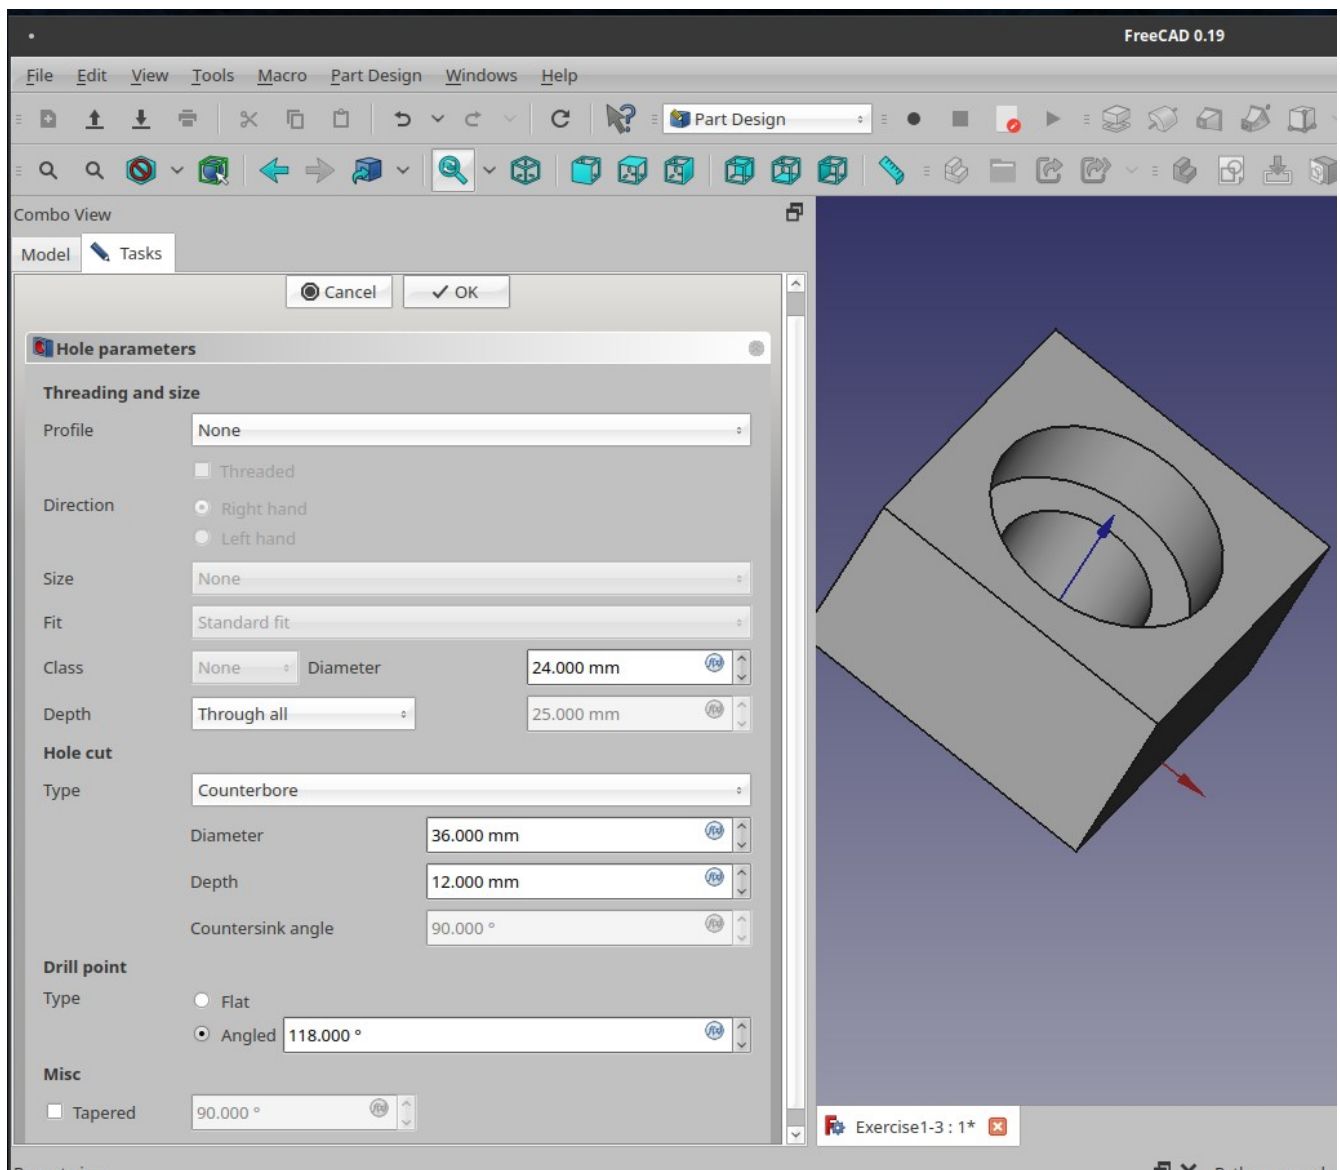 FreeCAD 0.19
File Edit View Tools Macro Part Design Windows Help
Part Design
Combo View
Model Tasks
Cancel OK
Hole parameters
Threading and size
Profile None
Threaded
Direction Right hand
Left hand
Size None
Fit Standard fit
Class None Diameter 24.000 mm
Depth Through all 25.000 mm
Hole cut
Type Counterbore
Diameter 36.000 mm
Depth 12.000 mm
Countersink angle 90.000 °
Drill point
Type Flat
Angled 118.000 °
Misc
Tapered 90.000 °
Exercise1-3 : 1*